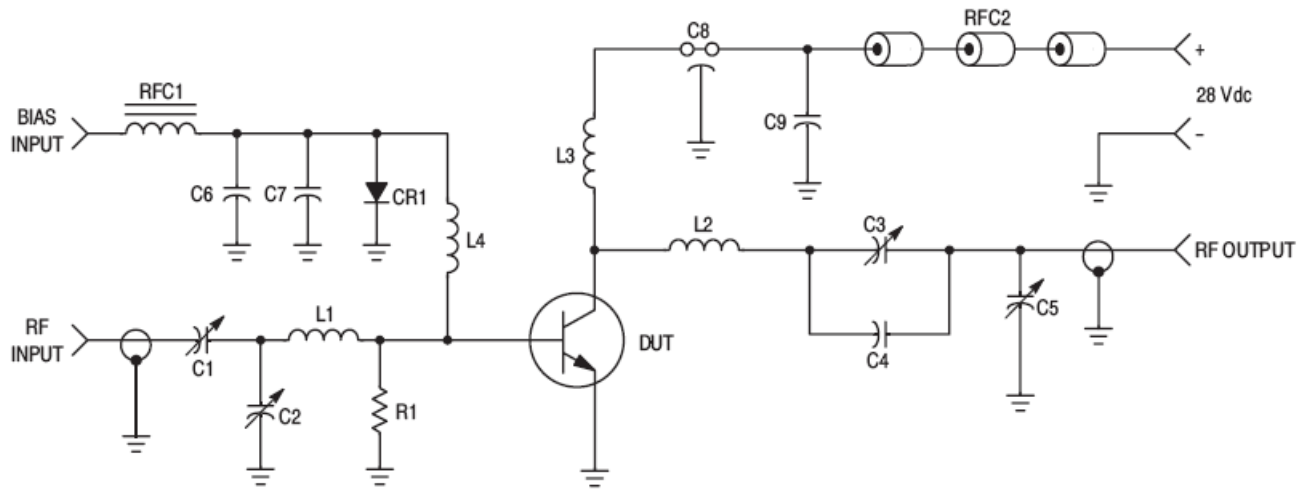 C8
RFC2
+
28 Vdc
-
RFC1
BIAS
INPUT
C6
C7
CR1
L4
L3
C9
L2
C3
RF OUTPUT
C4
C5
RF
INPUT
C1
L1
C2
R1
DUT